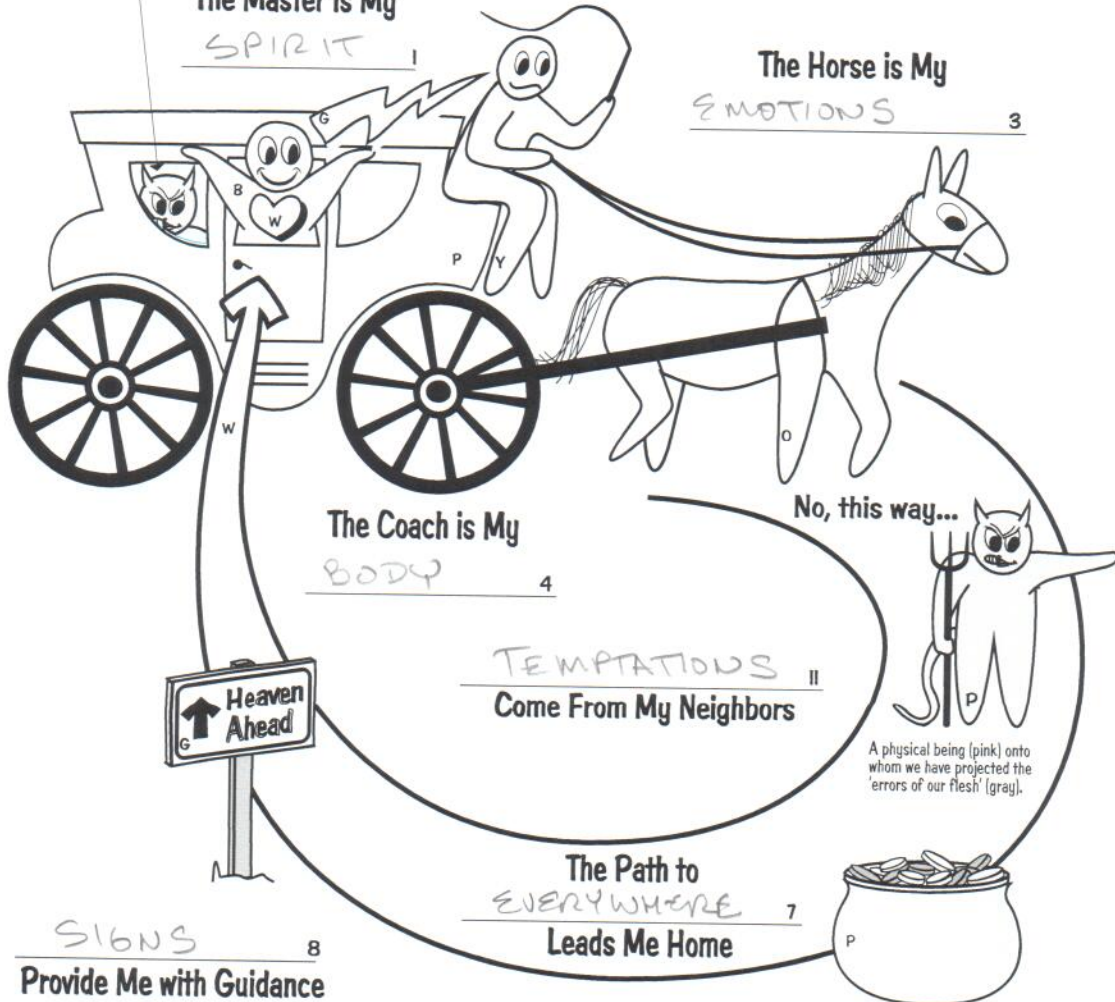 The Master is My
SPIRIT 1
The Horse is My
EMOTIONS 3
G
B
W
P
Y
W
O
No, this way...
The Coach is My
BODY 4
TEMPTATIONS 11
Come From My Neighbors
Heaven
Ahead
G
P
A physical being (pink) onto
whom we have projected the
'errors of our flesh' (gray).
The Path to
EVERYWHERE 7
Leads Me Home
P
SIGNS 8
Provide Me with Guidance